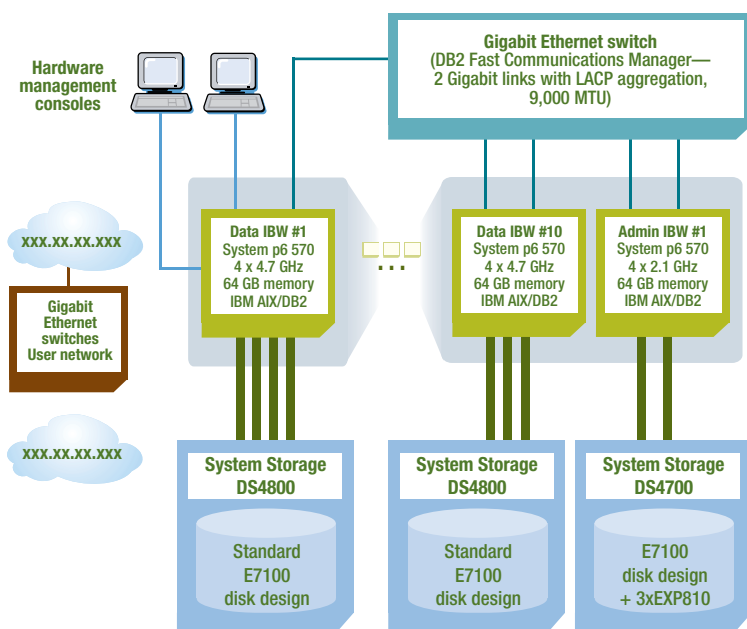 Gigabit Ethernet switch
(DB2 Fast Communications Manager—
2 Gigabit links with LACP aggregation,
9,000 MTU)
Hardware
management
consoles
xxx.xx.xx.xxx
Gigabit
Ethernet
switches
User network
xxx.xx.xx.xxx
Data IBW #1
System p6 570
4 x 4.7 GHz
64 GB memory
IBM AIX/DB2
...
Data IBW #10
System p6 570
4 x 4.7 GHz
64 GB memory
IBM AIX/DB2
Admin IBW #1
System p6 570
4 x 2.1 GHz
64 GB memory
IBM AIX/DB2
System Storage
DS4800
Standard
E7100
disk design
System Storage
DS4800
Standard
E7100
disk design
System Storage
DS4700
E7100
disk design
+ 3xEXP810